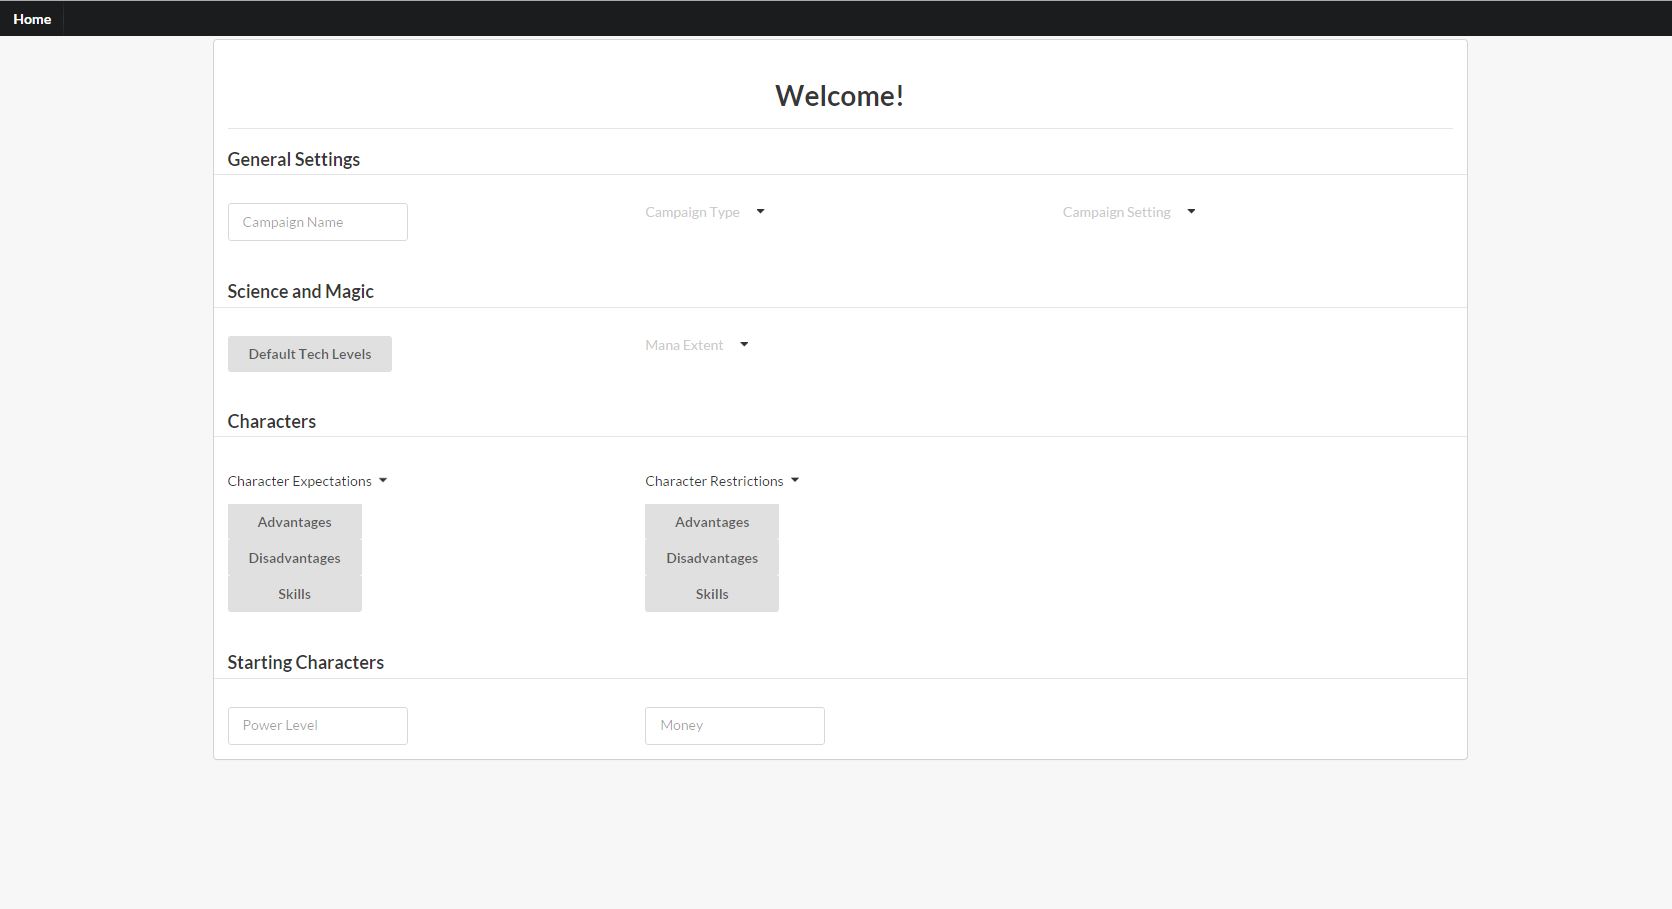 Home
Welcome!
General Settings
Campaign Name
Campaign Type
Campaign Setting
Science and Magic
Default Tech Levels
Mana Extent
Characters
Character Expectations
Character Restrictions
Advantages
Advantages
Disadvantages
Disadvantages
Skills
Skills
Starting Characters
Power Level
Money